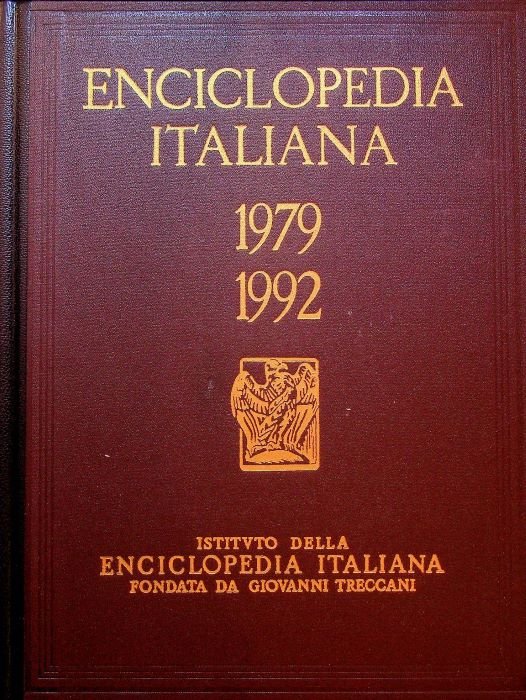 ENCICLOPEDIA
ITALIANA
1979
1992
ISTITVTO DELLA
ENCICLOPEDIA ITALIANA
FONDATA DA GIOVANNI TRECCANI